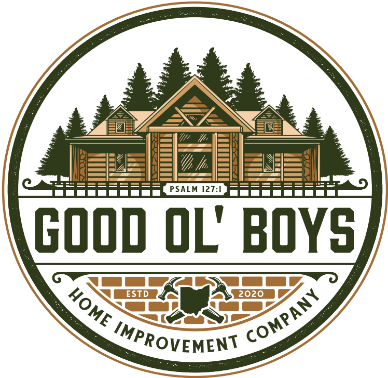 PSALM 127:1
GOOD OL' BOYS
ESTD 2020
HOME IMPROVEMENT COMPANY